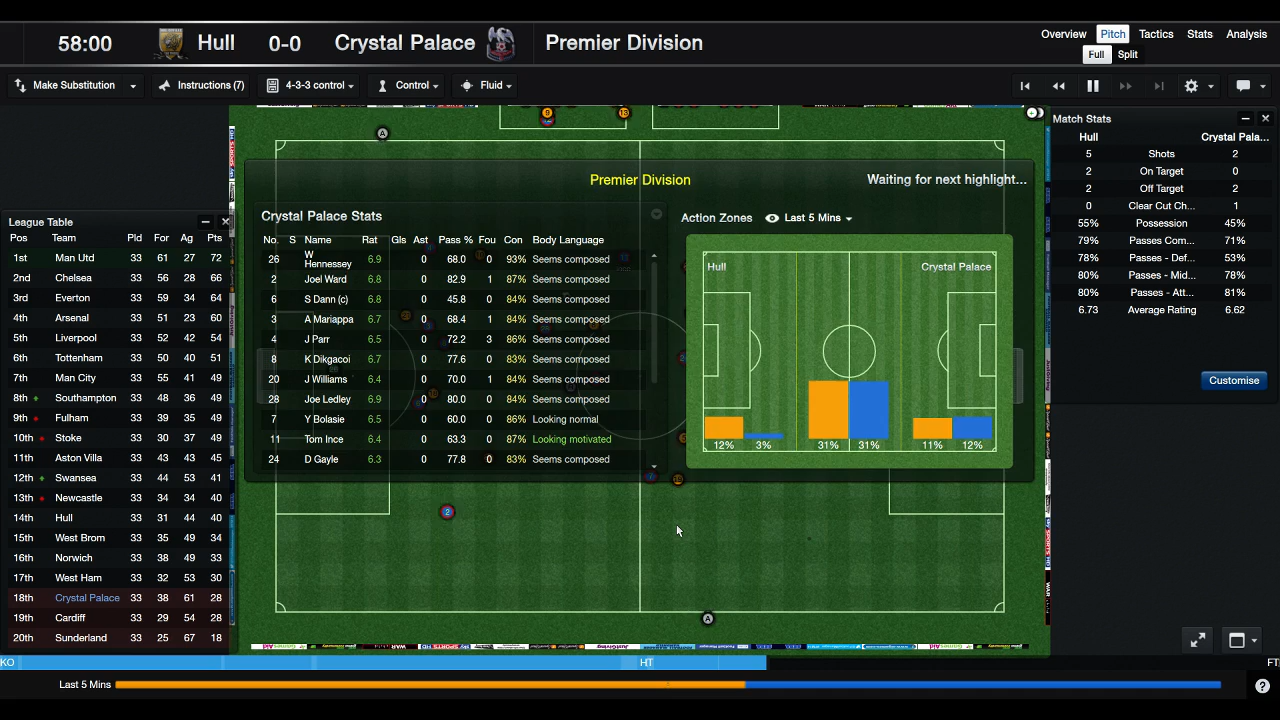 58:00 Hull 0-0 Crystal Palace Premier Division
Overview Pitch Tactics Stats Analysis
Full Split
Make Substitution Instructions (7) 4-3-3 control Control Fluid
Premier Division Waiting for next highlight...
Crystal Palace Stats
No. S Name Rat Gls Ast Pass % Fou Con Body Language
26 W Hennessey 6.9 0 68.0 0 93% Seems composed
2 Joel Ward 6.8 0 82.9 1 87% Seems composed
6 S Dann (c) 6.8 0 45.8 0 84% Seems composed
3 A Mariappa 6.7 0 68.4 1 84% Seems composed
4 J Parr 6.5 0 72.2 3 86% Seems composed
8 K Dikgacoi 6.7 0 77.6 0 83% Seems composed
20 J Williams 6.4 0 70.0 1 84% Seems composed
28 Joe Ledley 6.9 0 80.0 0 84% Seems composed
7 Y Bolasie 6.5 0 60.0 0 86% Looking normal
11 Tom Ince 6.4 0 63.3 0 87% Looking motivated
24 D Gayle 6.3 0 77.8 0 83% Seems composed
Action Zones Last 5 Mins
Hull Crystal Palace
12% 3% 31% 31% 11% 12%
Match Stats
Hull Crystal Pala...
5 Shots 2
2 On Target 0
2 Off Target 2
0 Clear Cut Ch... 1
55% Possession 45%
79% Passes Com... 71%
78% Passes - Def... 53%
80% Passes - Mid... 78%
80% Passes - Att... 81%
6.73 Average Rating 6.62
Customise
League Table
Pos Team Pld For Ag Pts
1st Man Utd 33 61 27 72
2nd Chelsea 33 56 28 66
3rd Everton 33 59 34 64
4th Arsenal 33 51 23 60
5th Liverpool 33 52 42 54
6th Tottenham 33 50 40 51
7th Man City 33 55 41 49
8th Southampton 33 48 36 49
9th Fulham 33 39 35 49
10th Stoke 33 30 37 49
11th Aston Villa 33 43 43 45
12th Swansea 33 44 53 41
13th Newcastle 33 34 34 40
14th Hull 33 31 44 40
15th West Brom 33 35 49 34
16th Norwich 33 36 49 33
17th West Ham 33 32 53 30
18th Crystal Palace 33 38 61 28
19th Cardiff 33 29 54 28
20th Sunderland 33 25 67 18
A
A
2
KO HT FT
Last 5 Mins